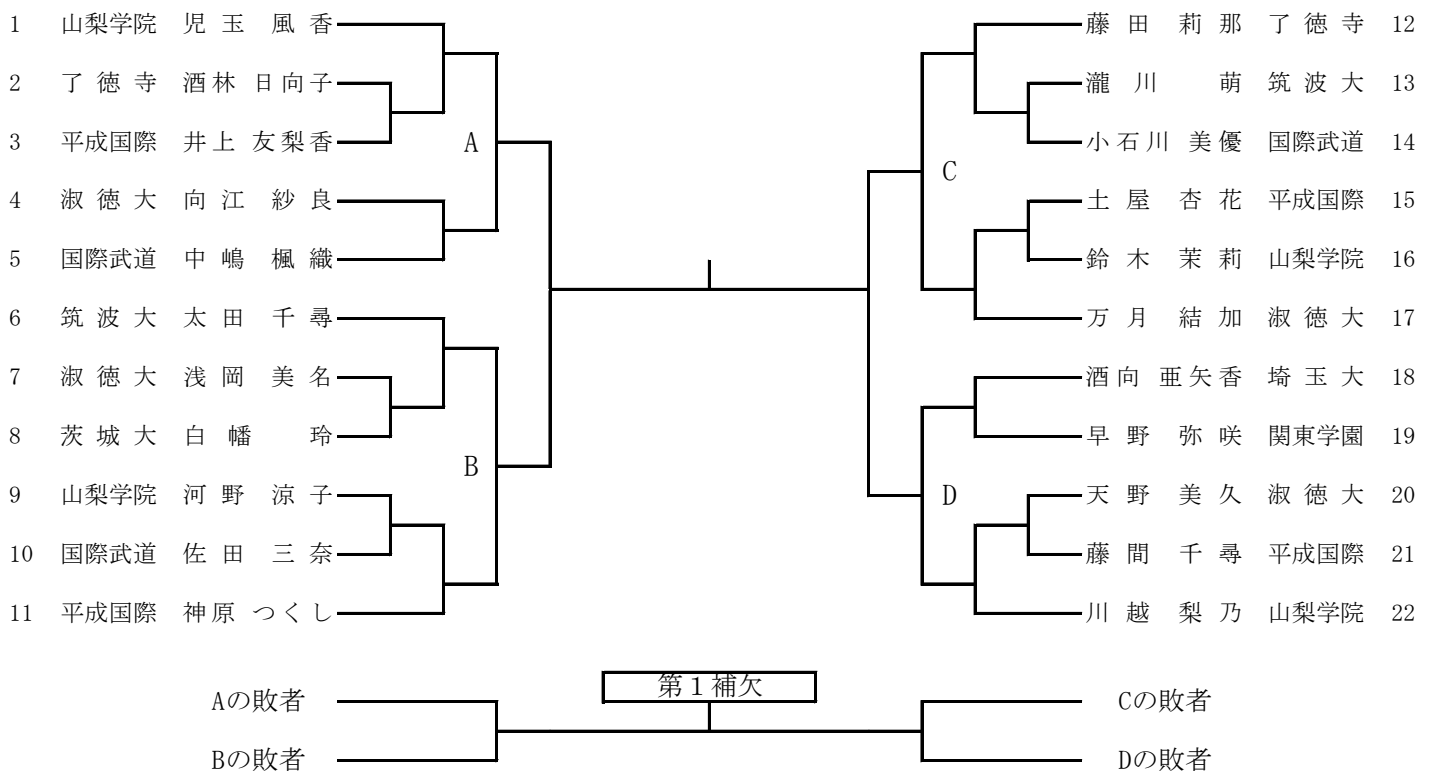 1 山梨学院 児玉 風香
2 了徳寺 酒林 日向子
3 平成国際 井上 友梨香
A
4 淑徳大 向江 紗良
5 国際武道 中嶋 楓織
6 筑波大 太田 千尋
7 淑徳大 浅岡 美名
8 茨城大 白幡 玲
B
9 山梨学院 河野 涼子
10 国際武道 佐田 三奈
11 平成国際 神原 つくし
藤田 莉那 了徳寺 12
瀧川 萌 筑波大 13
小石川 美優 国際武道 14
C
土屋 杏花 平成国際 15
鈴木 茉莉 山梨学院 16
万月 結加 淑徳大 17
酒向 亜矢香 埼玉大 18
早野 弥咲 関東学園 19
D
天野 美久 淑徳大 20
藤間 千尋 平成国際 21
川越 梨乃 山梨学院 22
第1補欠
Aの敗者
Bの敗者
Cの敗者
Dの敗者